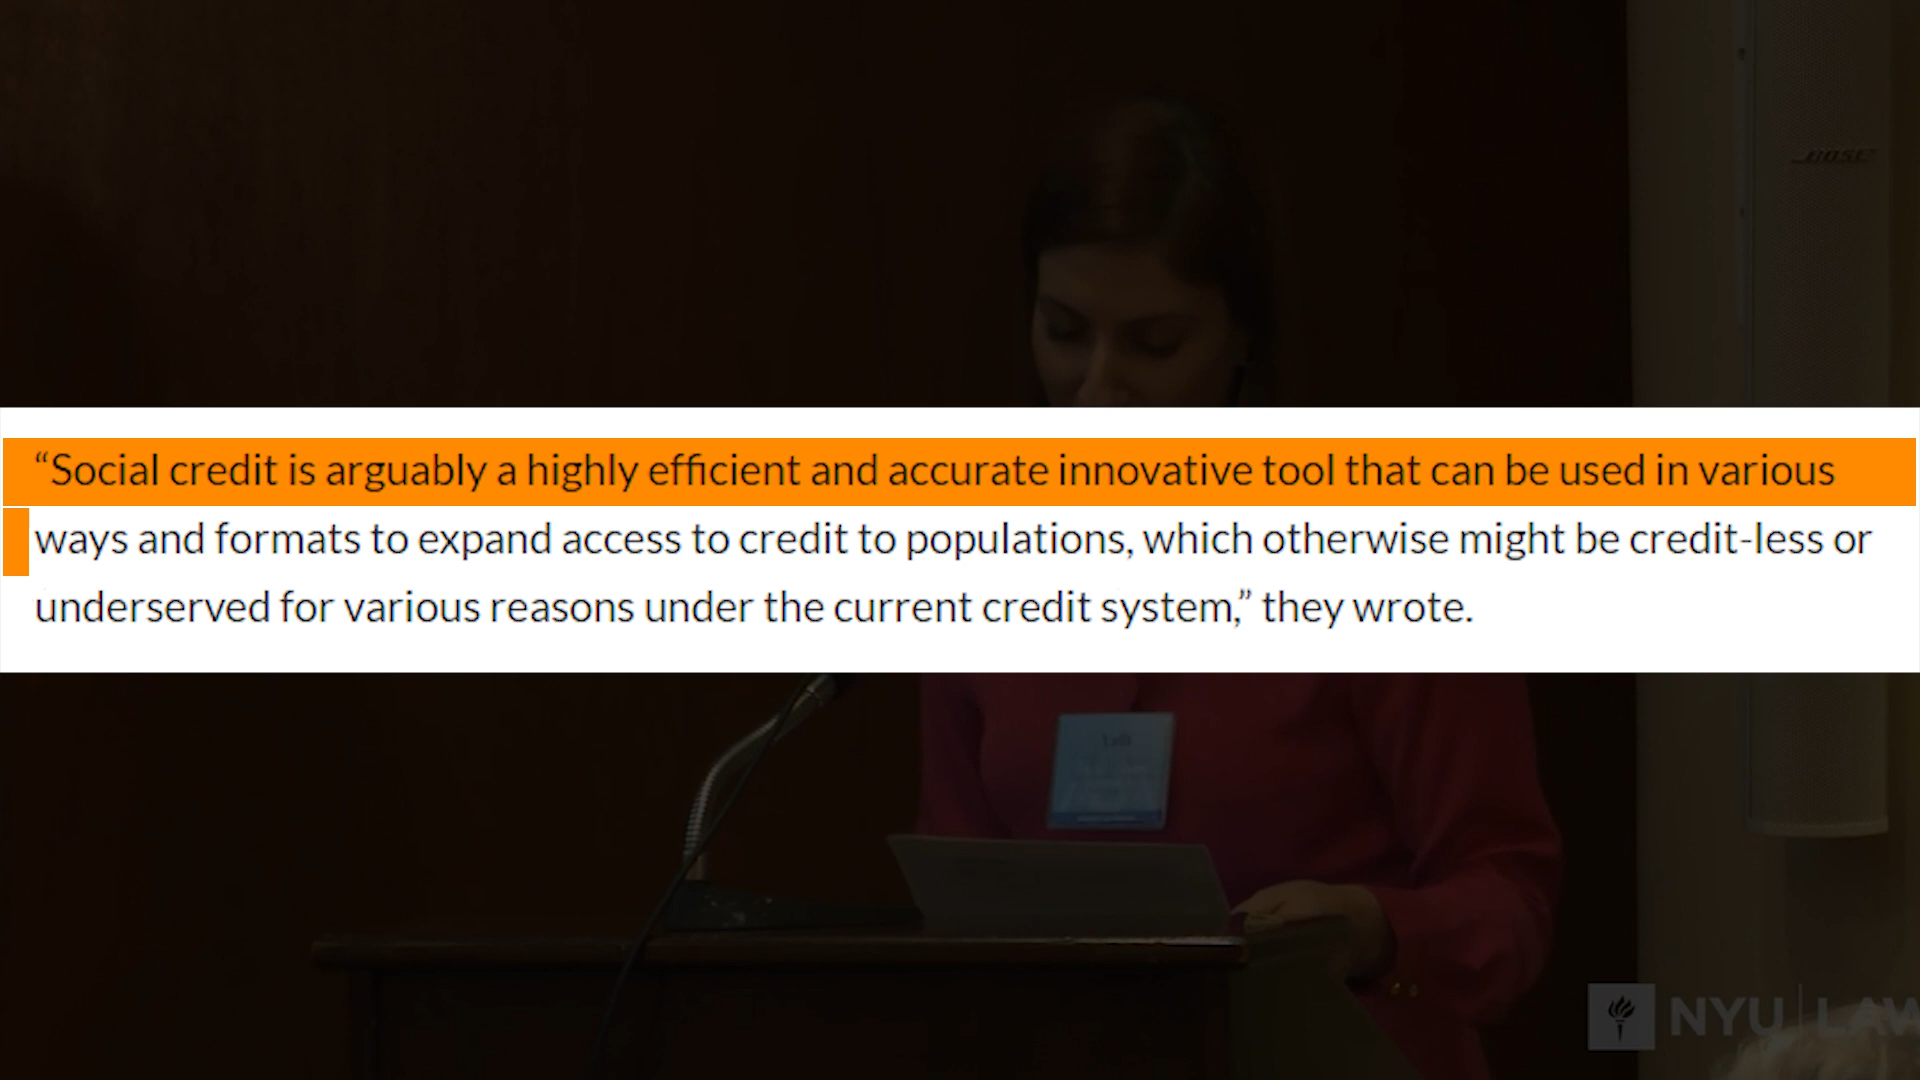 BOSE
“Social credit is arguably a highly efficient and accurate innovative tool that can be used in various
ways and formats to expand access to credit to populations, which otherwise might be credit-less or
underserved for various reasons under the current credit system,” they wrote.
NYU | LAW